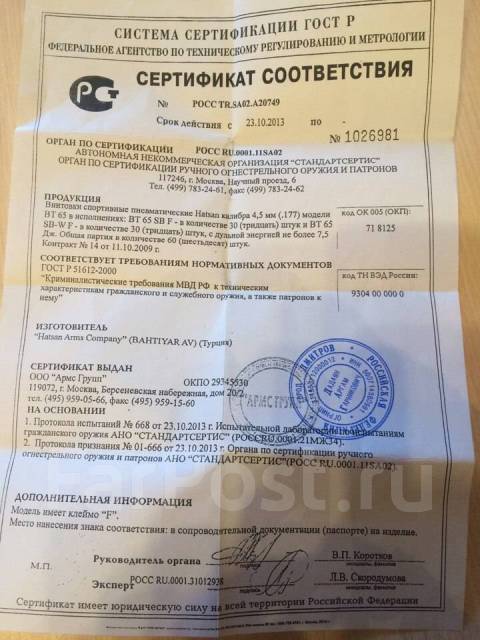 СИСТЕМА СЕРТИФИКАЦИИ ГОСТ Р
ФЕДЕРАЛЬНОЕ АГЕНТСТВО ПО ТЕХНИЧЕСКОМУ РЕГУЛИРОВАНИЮ И МЕТРОЛОГИИ
СЕРТИФИКАТ СООТВЕТСТВИЯ
№ РОСС TR.SA02.A20749
Срок действия с 23.10.2013 по -
№ 1026981
ОРГАН ПО СЕРТИФИКАЦИИ РОСС RU.0001.11SA02
АВТОНОМНАЯ НЕКОММЕРЧЕСКАЯ ОРГАНИЗАЦИЯ "СТАНДАРТСЕРТИС"
ОРГАН ПО СЕРТИФИКАЦИИ РУЧНОГО ОГНЕСТРЕЛЬНОГО ОРУЖИЯ И ПАТРОНОВ
117246, г. Москва, Научный проезд, 6
Тел. (499) 783-24-61, факс (499) 783-24-62
ПРОДУКЦИЯ
Винтовки спортивные пневматические Hatsan калибра 4,5 мм (.177) модели
BT 65 в исполнениях: BT 65 SB F - в количестве 30 (тридцать) штук и BT 65
SB-W F - в количестве 30 (тридцать) штук, с дульной энергией не более 7,5
Дж. Общая партия в количестве 60 (шестьдесят) штук.
Контракт № 14 от 11.10.2009 г.
код ОК 005 (ОКП):
71 8125
СООТВЕТСТВУЕТ ТРЕБОВАНИЯМ НОРМАТИВНЫХ ДОКУМЕНТОВ
ГОСТ Р 51612-2000
"Криминалистические требования МВД РФ к техническим
характеристикам гражданского и служебного оружия, а также патронов к
нему"
код ТН ВЭД России:
9304 00 000 0
ИЗГОТОВИТЕЛЬ
"Hatsan Arms Company" (BAHTIYAR AV) (Турция)
СЕРТИФИКАТ ВЫДАН
ООО "Армс Групп" ОКПО 29345630
119072, г. Москва, Берсеневская набережная, дом 20/2
тел. (495) 959-05-66, факс (495) 959-15-60
НА ОСНОВАНИИ
1. Протокола испытаний № 668 от 23.10.2013 г. Испытательной лаборатории по испытаниям
гражданского оружия АНО "СТАНДАРТСЕРТИС" (РОСС RU.0001.21МЖ34).
2. Протокола признания № 01-666 от 23.10.2013 г. Органа по сертификации ручного
огнестрельного оружия и патронов АНО "СТАНДАРТСЕРТИС"(РОСС RU.0001.11SA02).
ДОПОЛНИТЕЛЬНАЯ ИНФОРМАЦИЯ
Модель имеет клеймо "F".
Место нанесения знака соответствия: в сопроводительной документации (паспорте) на изделие.
М.П.
Руководитель органа
В.П. Коротков
Эксперт
Л.В. Скородумова
РОСС RU.0001.310129
Сертификат имеет юридическую силу на всей территории Российской Федерации